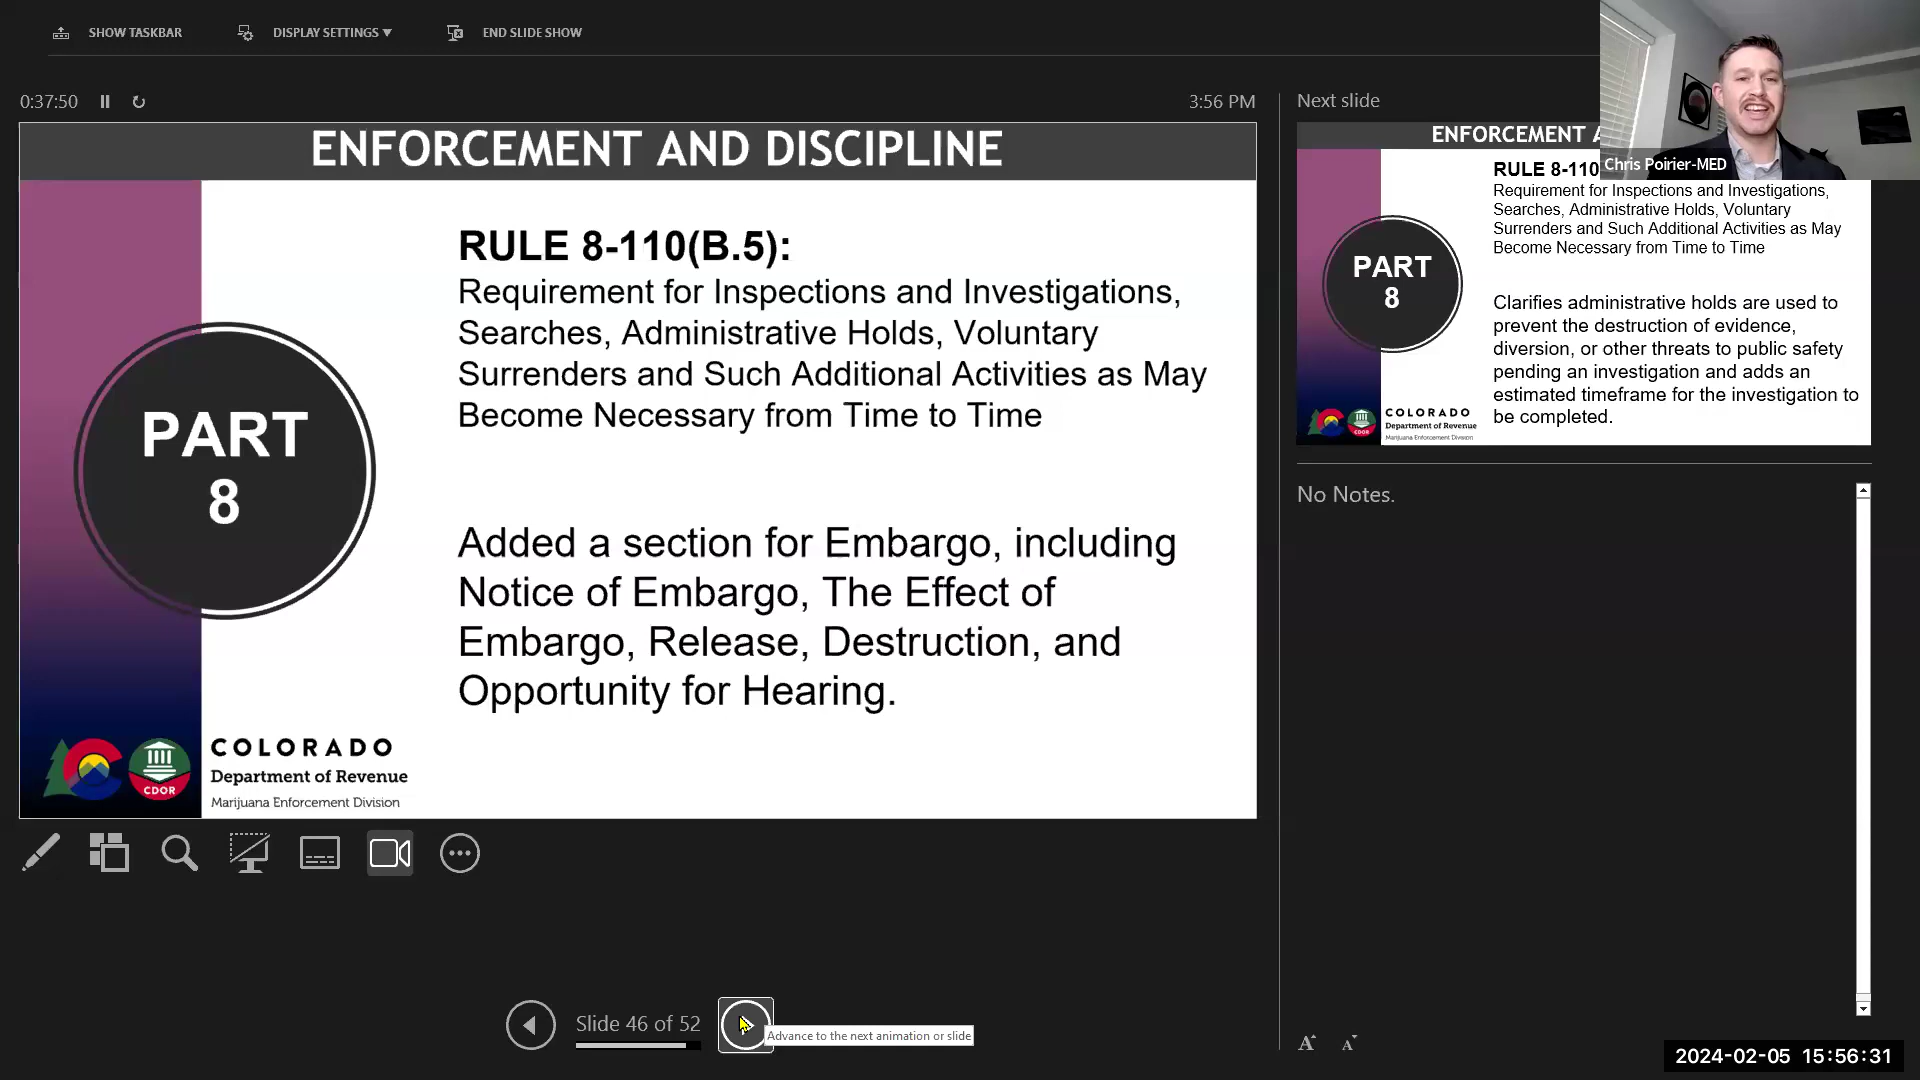 SHOW TASKBAR
DISPLAY SETTINGS ▼
END SLIDE SHOW
0:37:50
3:56 PM
ENFORCEMENT AND DISCIPLINE
PART
8
RULE 8-110(B.5):
Requirement for Inspections and Investigations,
Searches, Administrative Holds, Voluntary
Surrenders and Such Additional Activities as May
Become Necessary from Time to Time
Added a section for Embargo, including
Notice of Embargo, The Effect of
Embargo, Release, Destruction, and
Opportunity for Hearing.
CDOR
COLORADO
Department of Revenue
Marijuana Enforcement Division
Slide 46 of 52
Advance to the next animation or slide
Next slide
Chris Poirier-MED
ENFORCEMENT A
PART
8
RULE 8-110
Requirement for Inspections and Investigations,
Searches, Administrative Holds, Voluntary
Surrenders and Such Additional Activities as May
Become Necessary from Time to Time
Clarifies administrative holds are used to
prevent the destruction of evidence,
diversion, or other threats to public safety
pending an investigation and adds an
estimated timeframe for the investigation to
be completed.
CDOR
COLORADO
Department of Revenue
Marijuana Enforcement Division
No Notes.
A A
2024-02-05 15:56:31